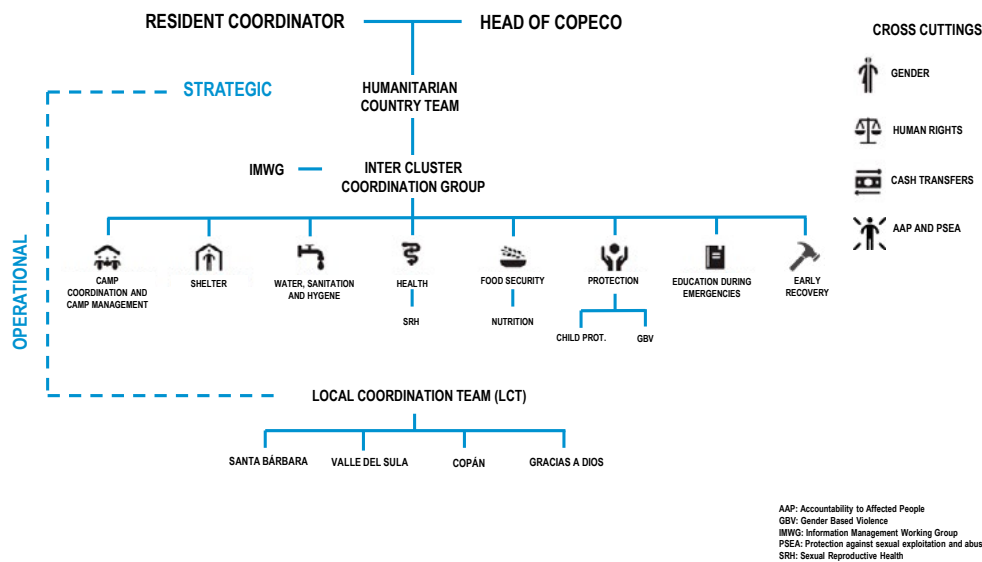 RESIDENT COORDINATOR
HEAD OF COPECO
CROSS CUTTINGS
GENDER
HUMAN RIGHTS
CASH TRANSFERS
AAP AND PSEA
STRATEGIC
HUMANITARIAN
COUNTRY TEAM
IMWG
INTER CLUSTER
COORDINATION GROUP
OPERATIONAL
CAMP
COORDINATION AND
CAMP MANAGEMENT
SHELTER
WATER, SANITATION
AND HYGIENE
HEALTH
SRH
FOOD SECURITY
NUTRITION
PROTECTION
CHILD PROT.
GBV
EDUCATION DURING
EMERGENCIES
EARLY
RECOVERY
LOCAL COORDINATION TEAM (LCT)
SANTA BÁRBARA
VALLE DEL SULA
COPÁN
GRACIAS A DIOS
AAP: Accountability to Affected People
GBV: Gender Based Violence
IMWG: Information Management Working Group
PSEA: Protection against sexual exploitation and abus
SRH: Sexual Reproductive Health